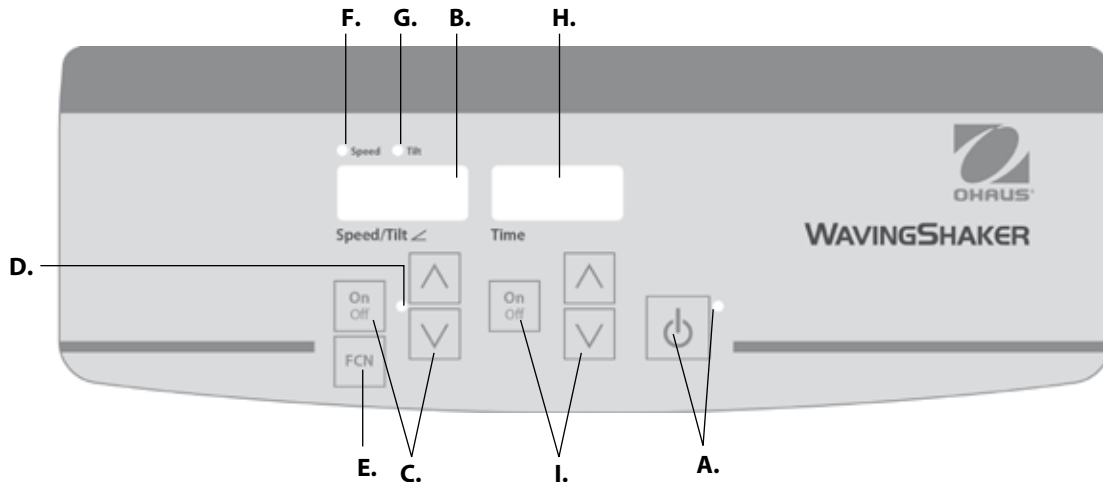 F. G. B. H.
Speed Tilt
OHAUS
Speed/Tilt Time
WAVINGSHAKER
D.
On On
Off Off
FCN
E. C. I. A.